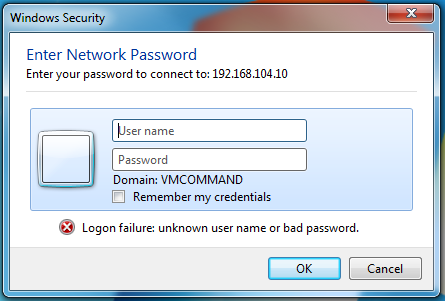 Windows Security
Enter Network Password
Enter your password to connect to: 192.168.104.10
User name
Password
Domain: VMCOMMAND
Remember my credentials
Logon failure: unknown user name or bad password.
OK
Cancel